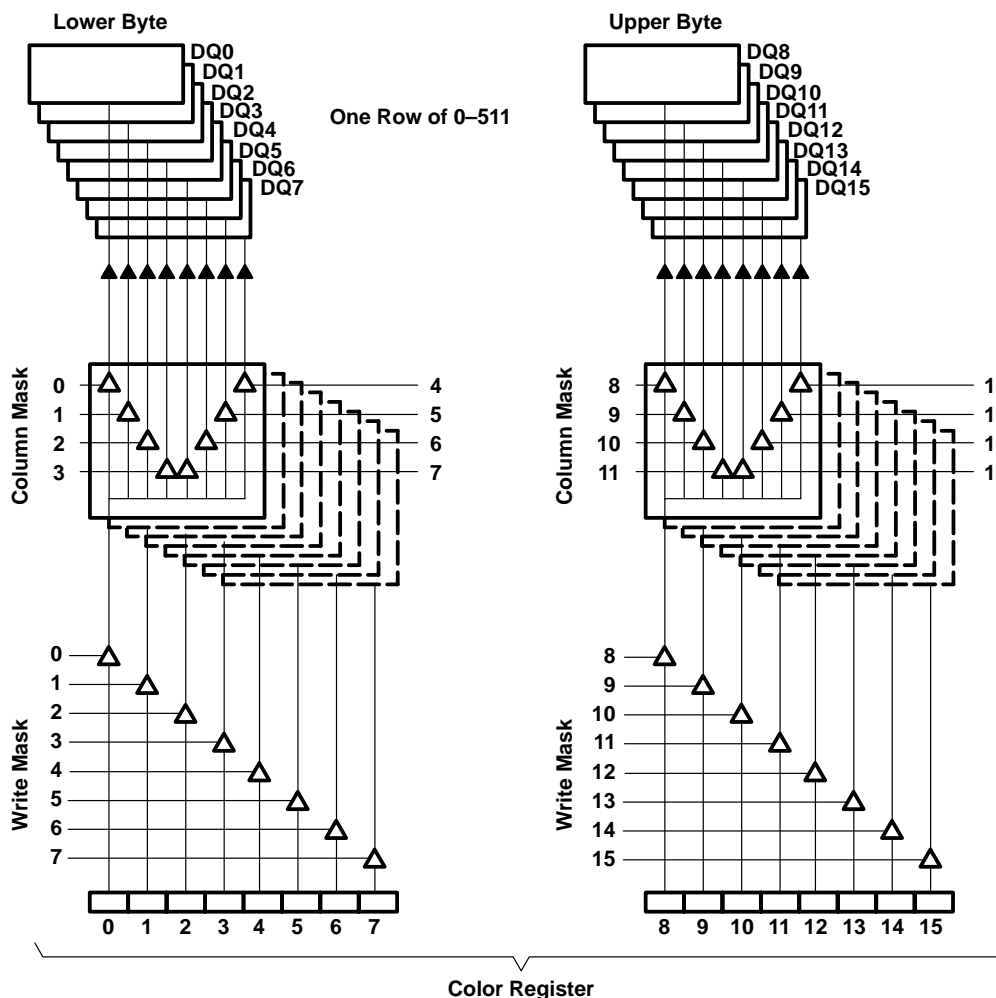 Lower Byte
DQ0
DQ1
DQ2
DQ3
DQ4
DQ5
DQ6
DQ7
One Row of 0–511
Upper Byte
DQ8
DQ9
DQ10
DQ11
DQ12
DQ13
DQ14
DQ15
Column Mask
0 4
1 5
2 6
3 7
Column Mask
8 1
9 1
10 1
11 1
Write Mask
0
1
2
3
4
5
6
7
Write Mask
8
9
10
11
12
13
14
15
0 1 2 3 4 5 6 7
8 9 10 11 12 13 14 15
Color Register